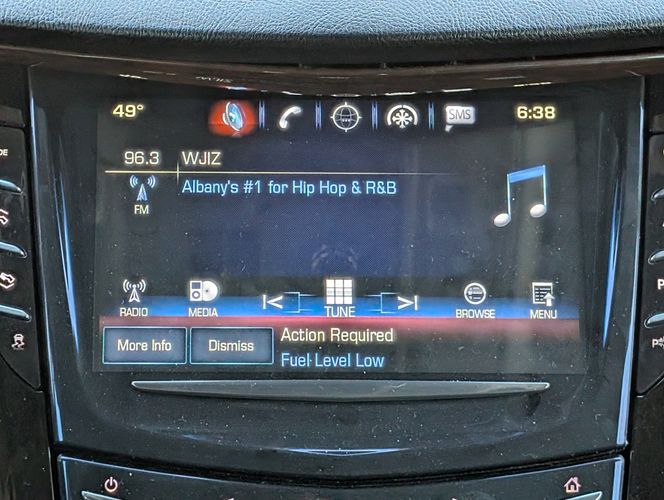 49°
SMS
6:38
96.3 WJIZ
FM
Albany's #1 for Hip Hop & R&B
RADIO
MEDIA
TUNE
BROWSE
MENU
More Info
Dismiss
Action Required
Fuel Level Low